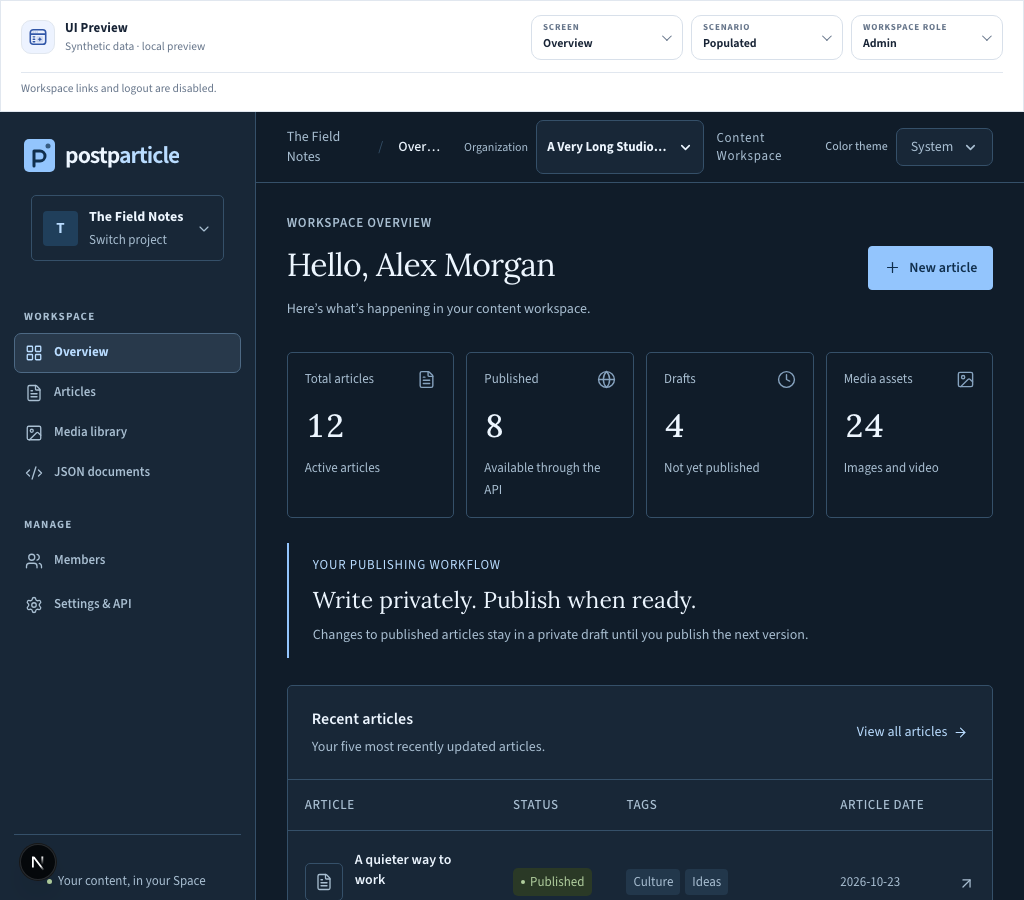 UI Preview
Synthetic data · local preview
SCREEN
Overview
SCENARIO
Populated
WORKSPACE ROLE
Admin
Workspace links and logout are disabled.
postparticle
The Field Notes
Switch project
T
WORKSPACE
Overview
Articles
Media library
JSON documents
MANAGE
Members
Settings & API
N
Your content, in your Space
The Field
Notes
/
Over...
Organization
A Very Long Studio...
Content
Workspace
Color theme
System
WORKSPACE OVERVIEW
Hello, Alex Morgan
Here’s what’s happening in your content workspace.
New article
Total articles
12
Active articles
Published
8
Available through the
API
Drafts
4
Not yet published
Media assets
24
Images and video
YOUR PUBLISHING WORKFLOW
Write privately. Publish when ready.
Changes to published articles stay in a private draft until you publish the next version.
Recent articles
Your five most recently updated articles.
View all articles
ARTICLE STATUS TAGS ARTICLE DATE
A quieter way to
work
Published
Culture Ideas
2026-10-23